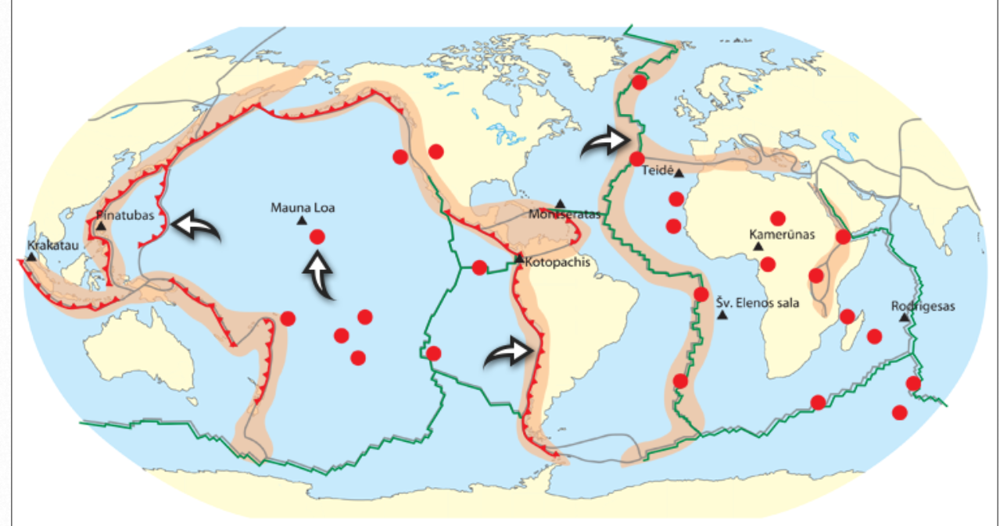 Teidė
Mauna Loa
Pinatubas
Montseratas
Kamerūnas
Krakatau
Kotopachis
Šv. Elenos sala
Rodrigesas